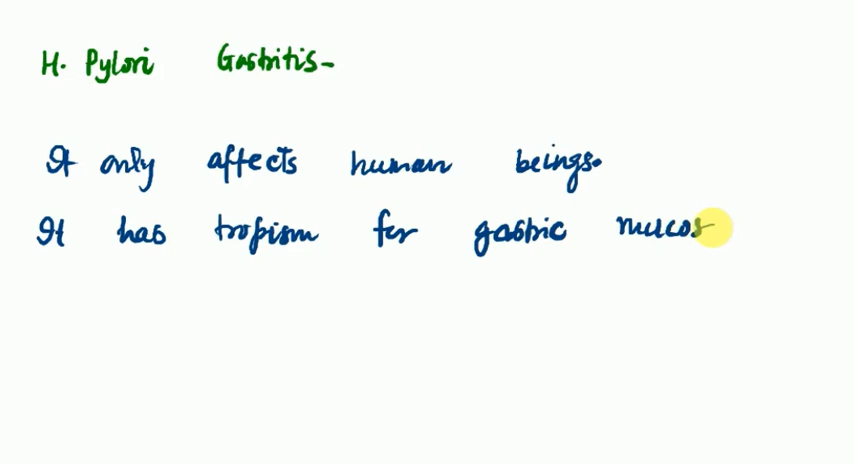 H. Pylori Gastritis-
It only affects human beings.
It has tropism for gastric mucos